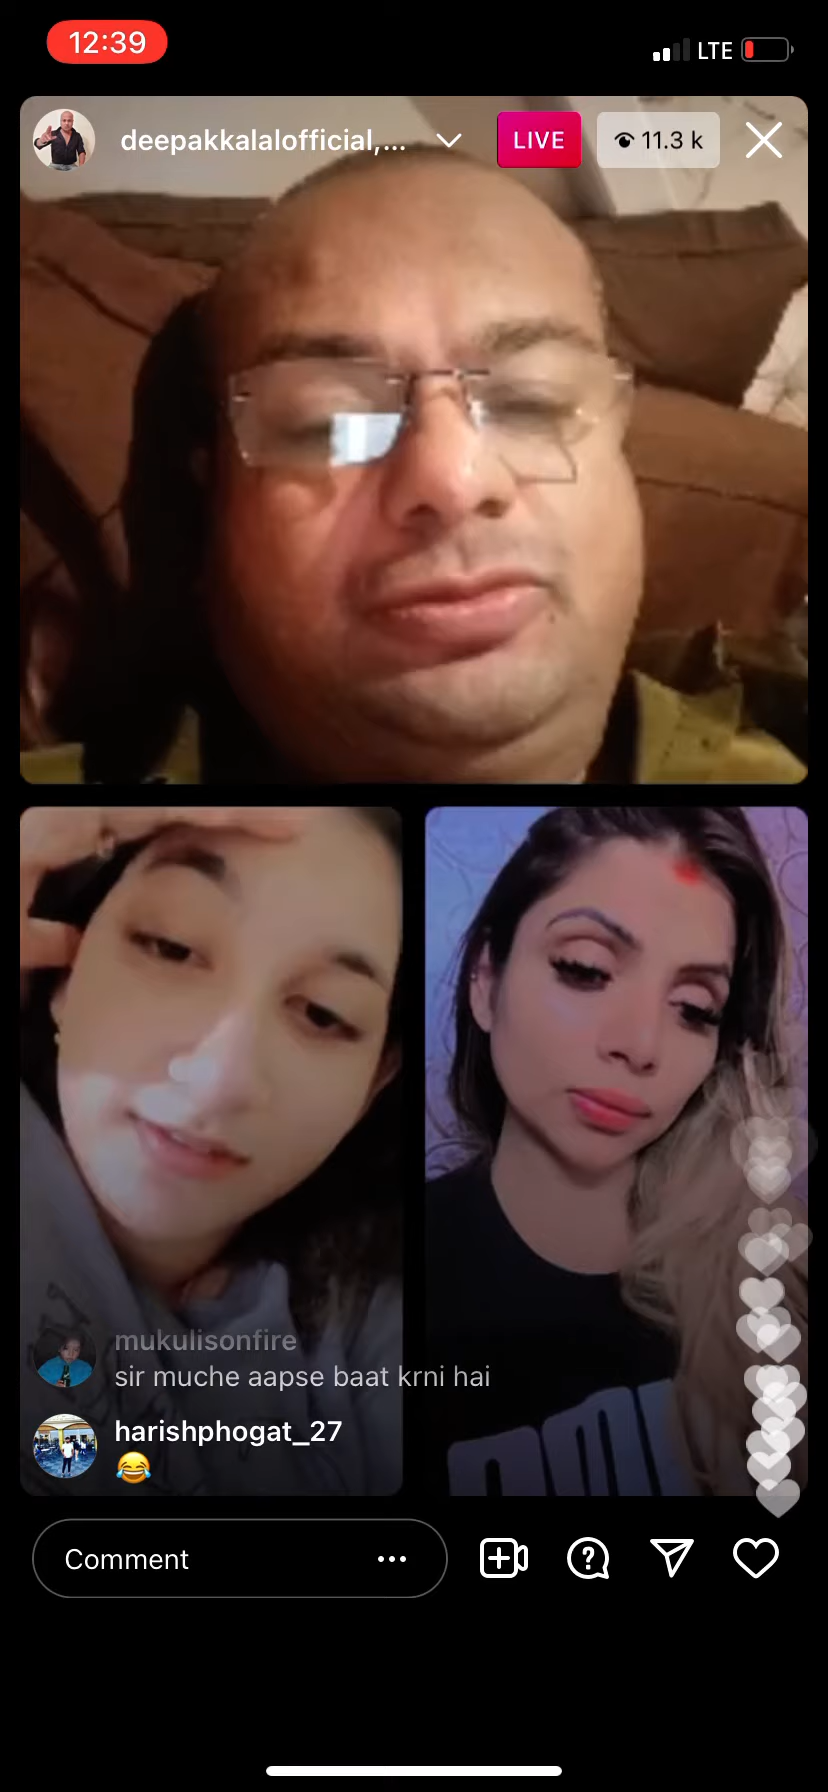 12:39
LTE
deepakkalalofficial,...
LIVE
11.3 k
mukulisonfire
sir muche aapse baat krni hai
harishphogat_27
😂
Comment